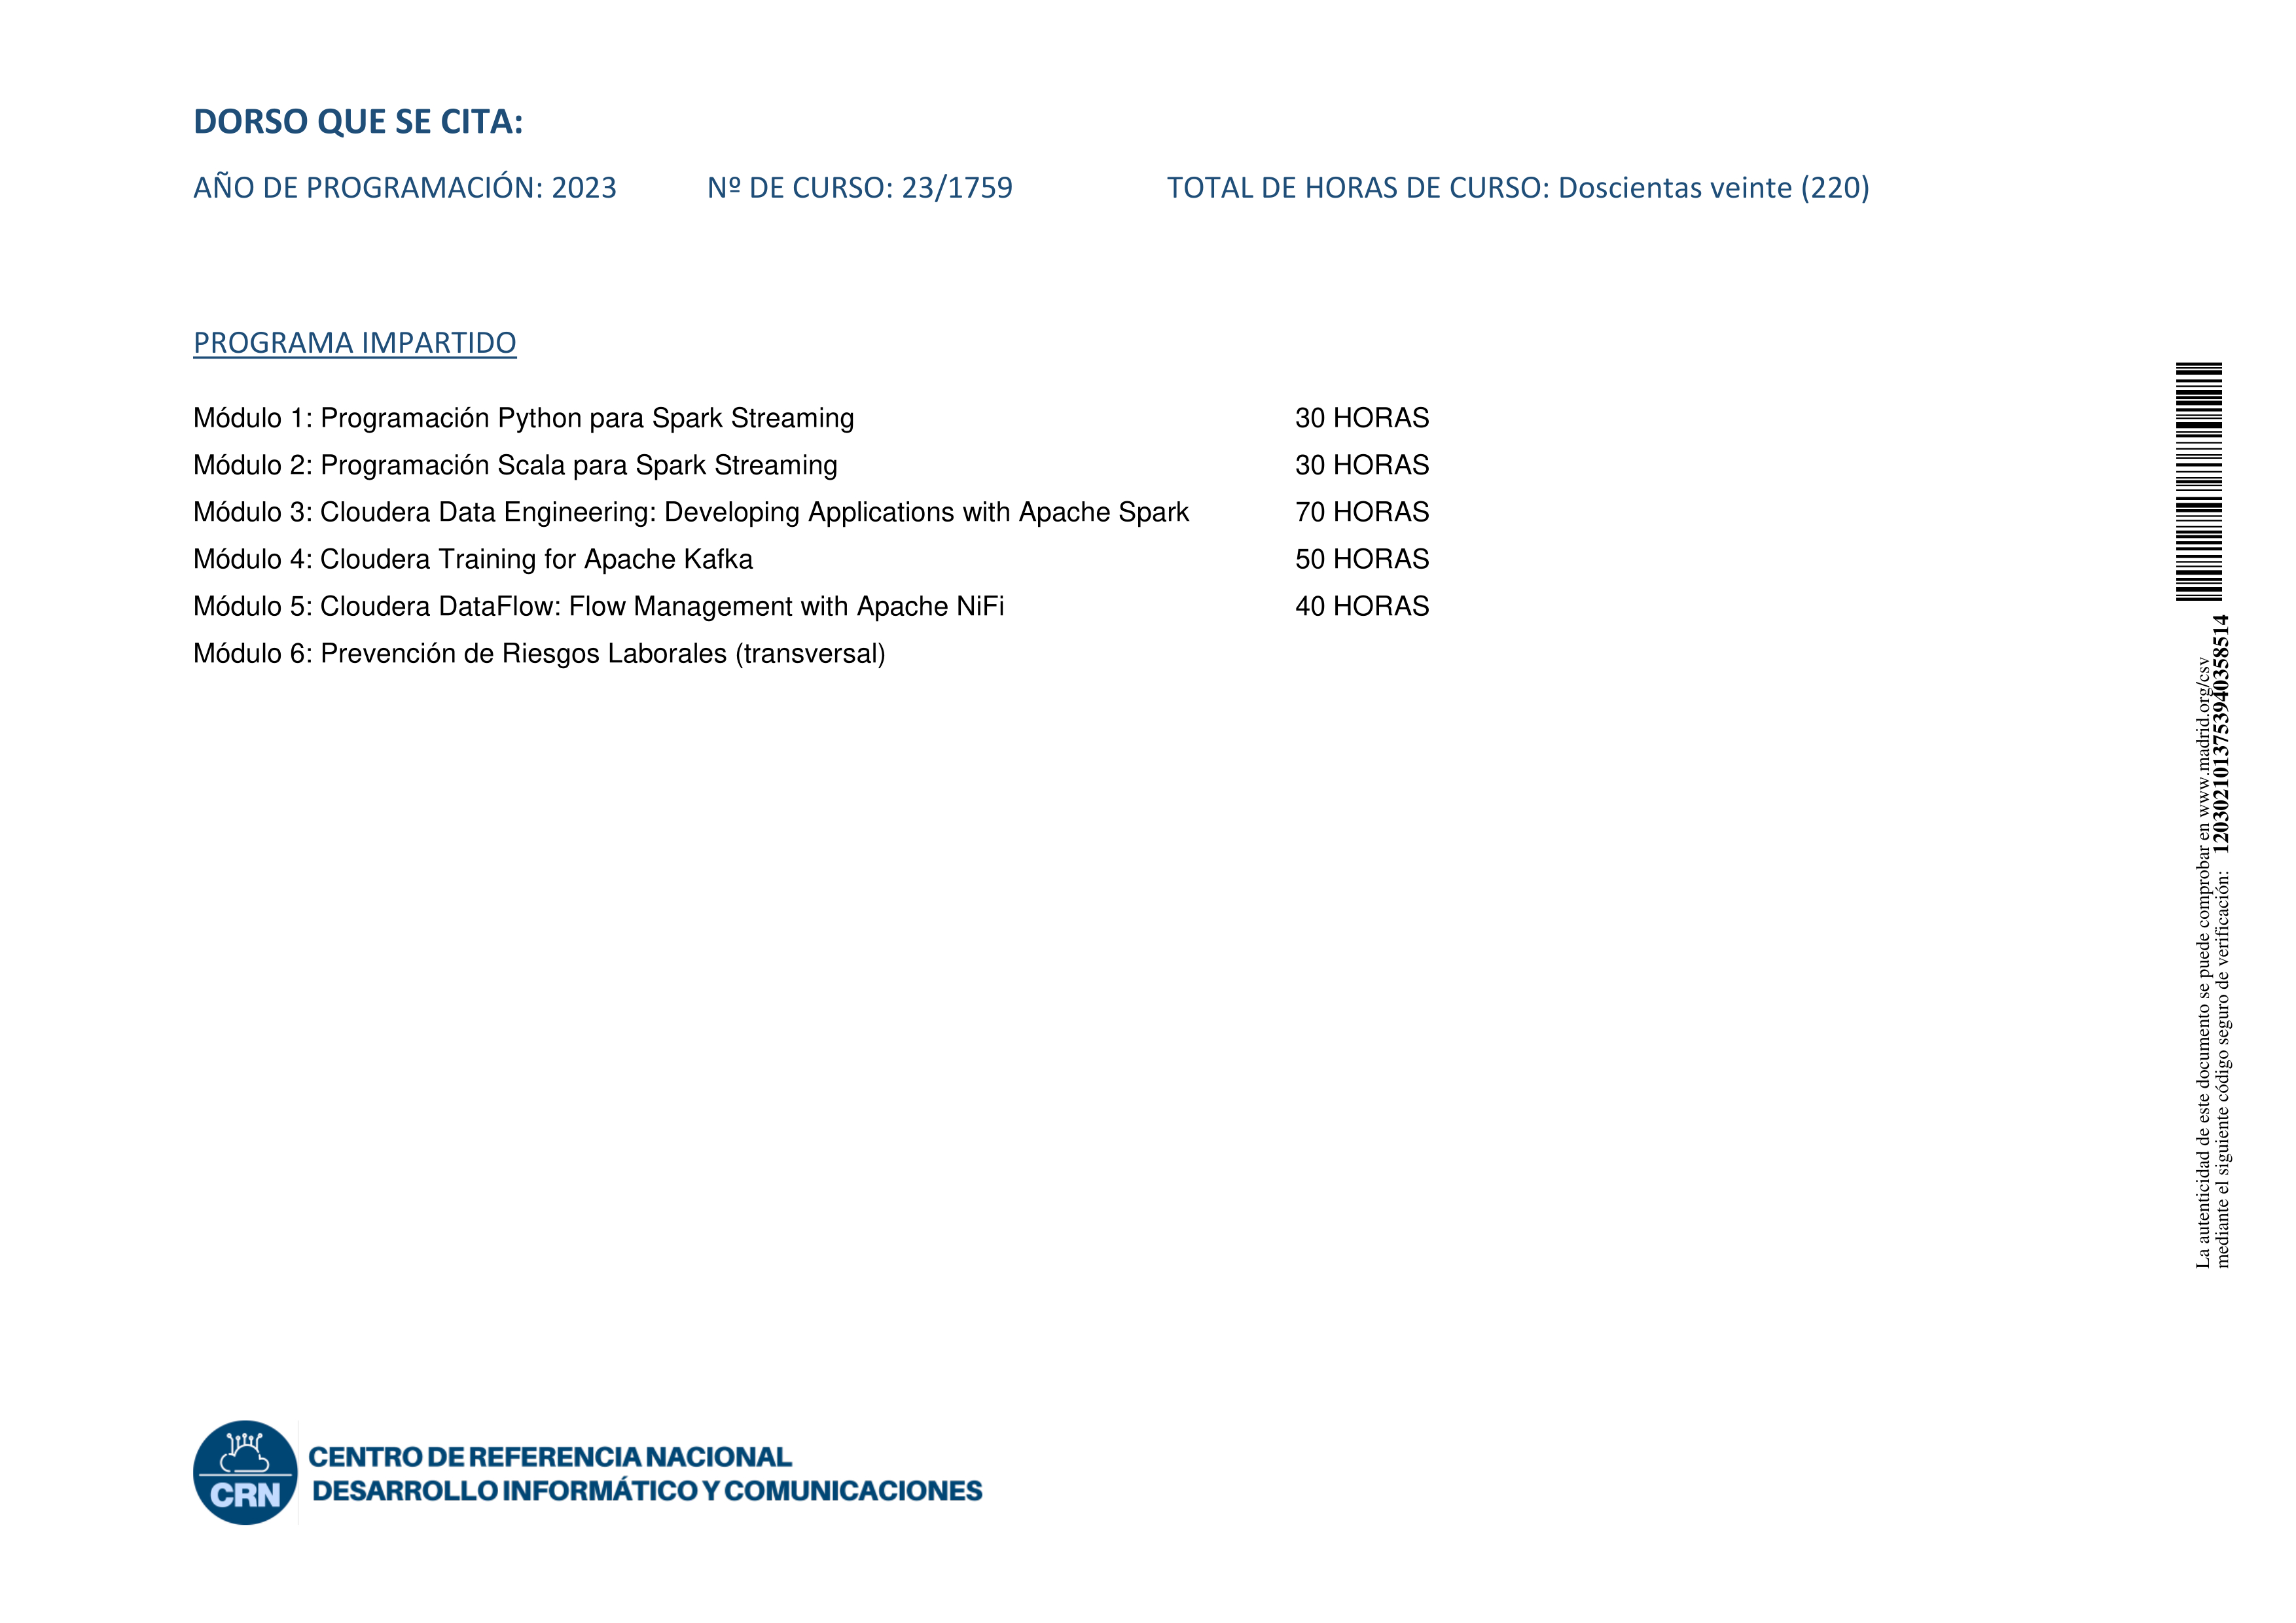 DORSO QUE SE CITA:
AÑO DE PROGRAMACIÓN: 2023 Nº DE CURSO: 23/1759 TOTAL DE HORAS DE CURSO: Doscientas veinte (220)
PROGRAMA IMPARTIDO
Módulo 1: Programación Python para Spark Streaming 30 HORAS
Módulo 2: Programación Scala para Spark Streaming 30 HORAS
Módulo 3: Cloudera Data Engineering: Developing Applications with Apache Spark 70 HORAS
Módulo 4: Cloudera Training for Apache Kafka 50 HORAS
Módulo 5: Cloudera DataFlow: Flow Management with Apache NiFi 40 HORAS
Módulo 6: Prevención de Riesgos Laborales (transversal)
La autenticidad de este documento se puede comprobar en www.madrid.org/csv
mediante el siguiente código seguro de verificación: 1203021013753940358514
CRN
CENTRO DE REFERENCIA NACIONAL
DESARROLLO INFORMÁTICO Y COMUNICACIONES